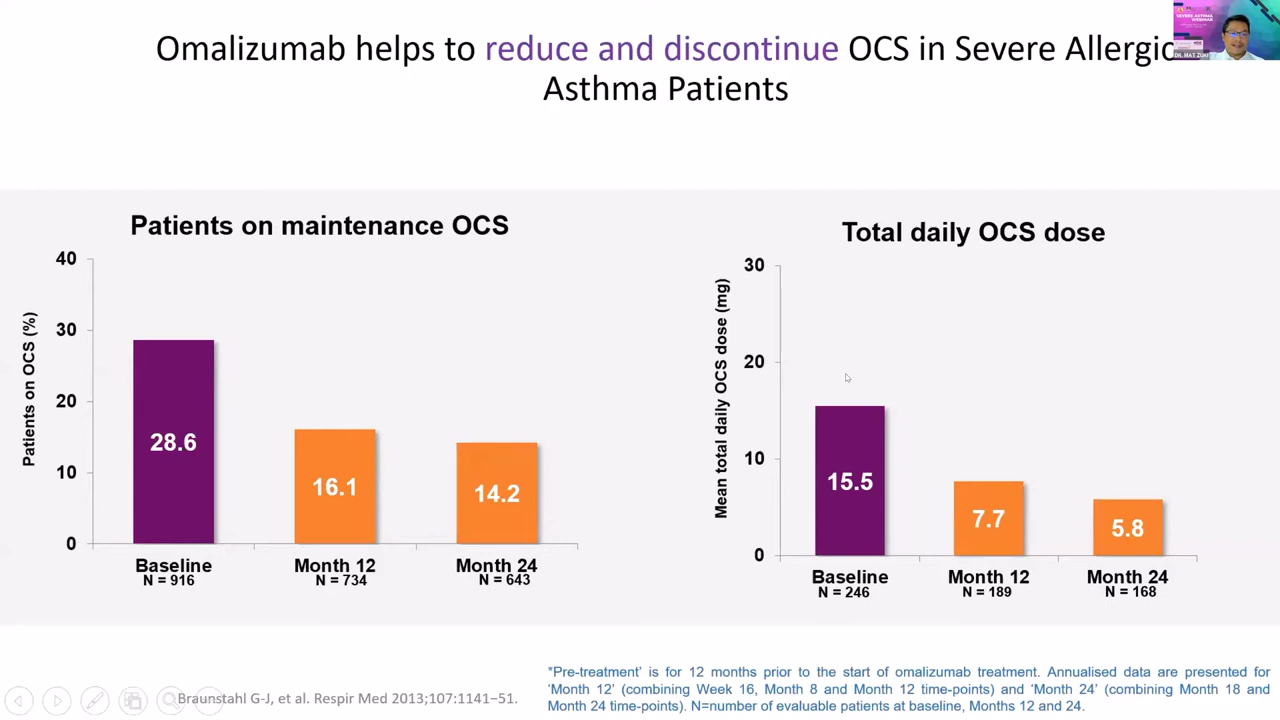 Omalizumab helps to reduce and discontinue OCS in Severe Allergic
Asthma Patients
SEVERE ASTHMA
WEBINAR
Patients on maintenance OCS
Patients on OCS (%)
40
30
20
10
0
28.6
16.1
14.2
Baseline
Month 12
Month 24
N = 916
N = 734
N = 643
Total daily OCS dose
Mean total daily OCS dose (mg)
30
20
10
0
15.5
7.7
5.8
Baseline
Month 12
Month 24
N = 246
N = 189
N = 168
Braunstahl G-J, et al. Respir Med 2013;107:1141–51.
*Pre-treatment’ is for 12 months prior to the start of omalizumab treatment. Annualised data are presented for
‘Month 12’ (combining Week 16, Month 8 and Month 12 time-points) and ‘Month 24’ (combining Month 18 and
Month 24 time-points). N=number of evaluable patients at baseline, Months 12 and 24.